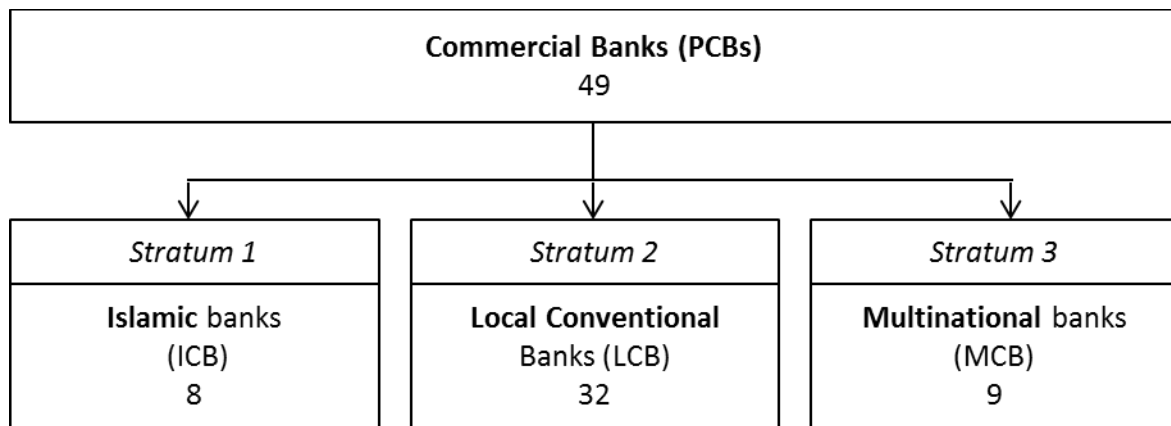 Commercial Banks (PCBs)
49
Stratum 1
Islamic banks
(ICB)
8
Stratum 2
Local Conventional
Banks (LCB)
32
Stratum 3
Multinational banks
(MCB)
9